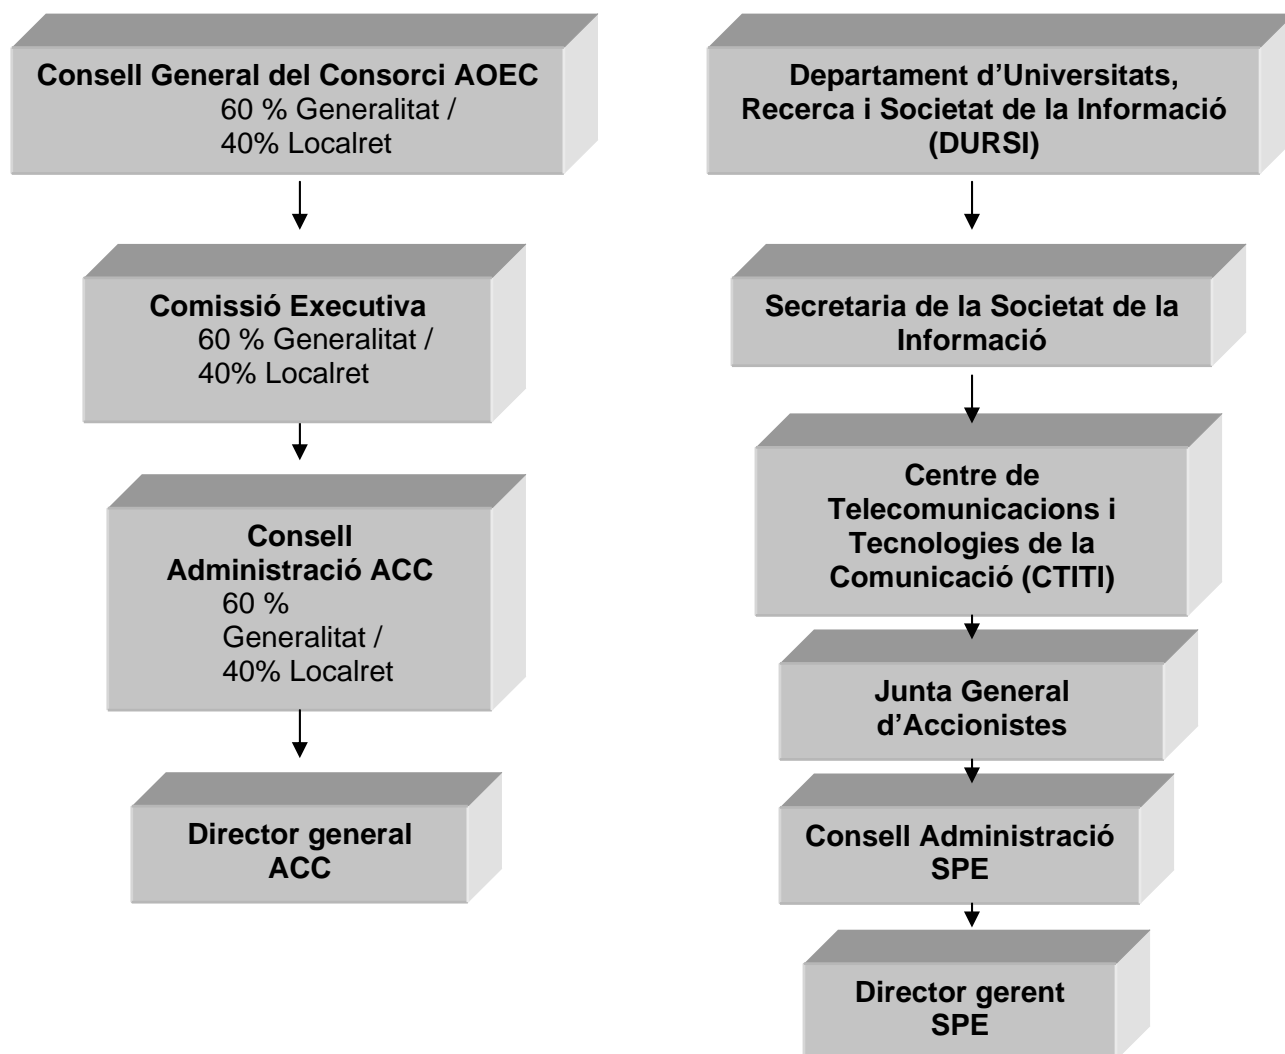 Consell General del Consorci AOEC
60 % Generalitat /
40% Localret
Comissió Executiva
60 % Generalitat /
40% Localret
Consell
Administració ACC
60 %
Generalitat /
40% Localret
Director general
ACC
Departament d’Universitats,
Recerca i Societat de la Informació
(DURSI)
Secretaria de la Societat de la
Informació
Centre de
Telecomunicacions i
Tecnologies de la
Comunicació (CTITI)
Junta General
d’Accionistes
Consell Administració
SPE
Director gerent
SPE